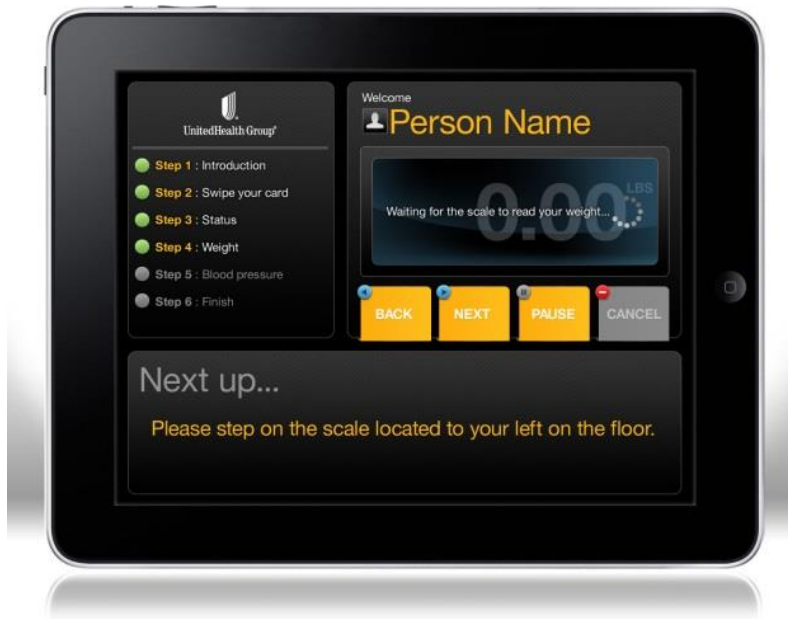 UnitedHealth Group®
Step 1 : Introduction
Step 2 : Swipe your card
Step 3 : Status
Step 4 : Weight
Step 5 : Blood pressure
Step 6 : Finish
Welcome
Person Name
0.00 LBS
Waiting for the scale to read your weight...
BACK
NEXT
PAUSE
CANCEL
Next up...
Please step on the scale located to your left on the floor.